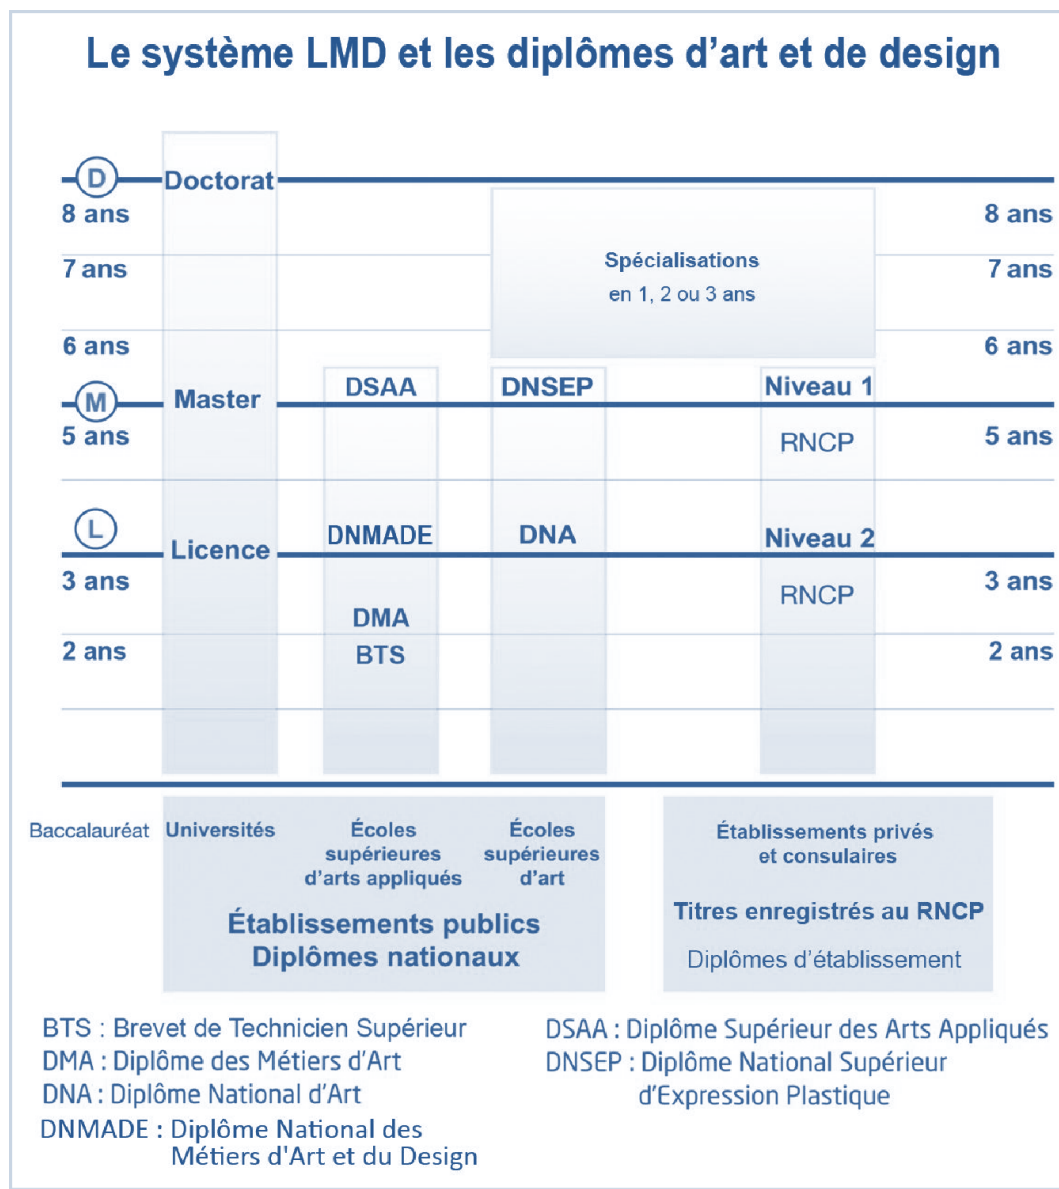 Le système LMD et les diplômes d'art et de design
D Doctorat
8 ans 8 ans
Spécialisations
7 ans 7 ans
en 1, 2 ou 3 ans
6 ans 6 ans
DSAA DNSEP Niveau 1
M Master
5 ans RNCP 5 ans
L DNMADE DNA Niveau 2
Licence
3 ans RNCP 3 ans
DMA
2 ans BTS 2 ans
Baccalauréat
Universités
Écoles
supérieures
d'arts appliqués
Écoles
supérieures
d'art
Établissements publics
Diplômes nationaux
Établissements privés
et consulaires
Titres enregistrés au RNCP
Diplômes d'établissement
BTS : Brevet de Technicien Supérieur
DMA : Diplôme des Métiers d'Art
DNA : Diplôme National d'Art
DNMADE : Diplôme National des
Métiers d'Art et du Design
DSAA : Diplôme Supérieur des Arts Appliqués
DNSEP : Diplôme National Supérieur
d'Expression Plastique